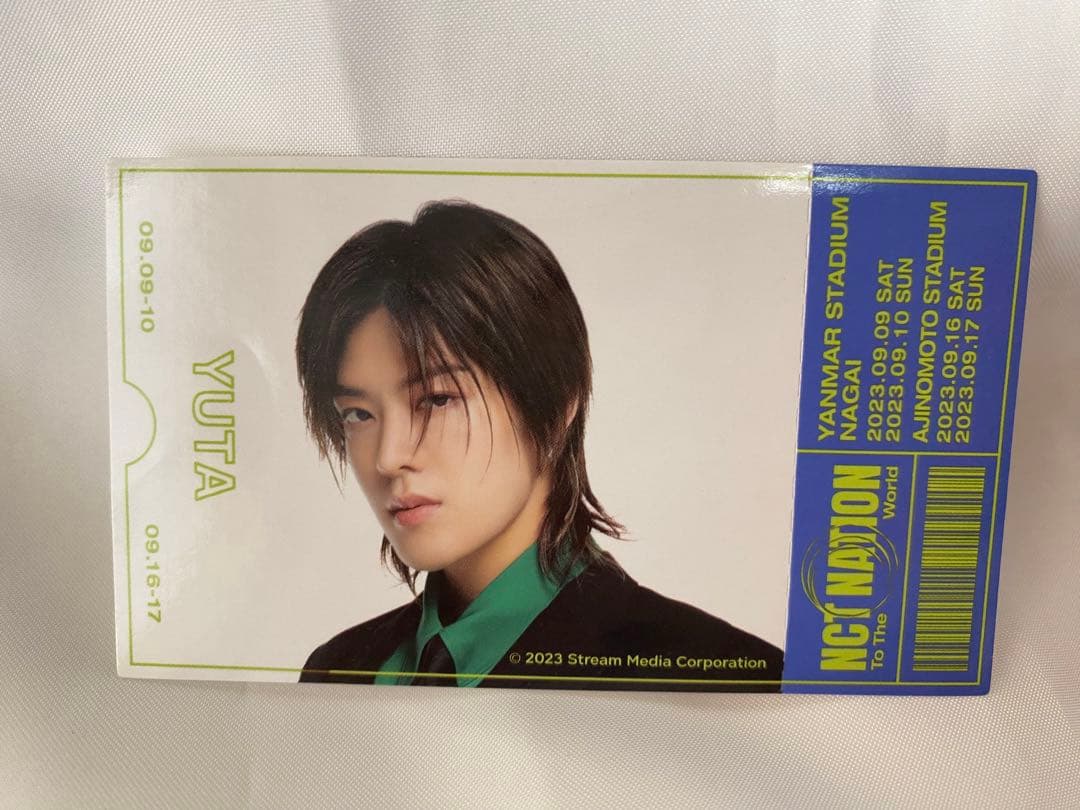 09.09-10
YUTA
09.16-17
© 2023 Stream Media Corporation
YANMAR STADIUM
NAGAI
2023.09.09 SAT
2023.09.10 SUN
AJINOMOTO STADIUM
2023.09.16 SAT
2023.09.17 SUN
NCT NATION
To The World